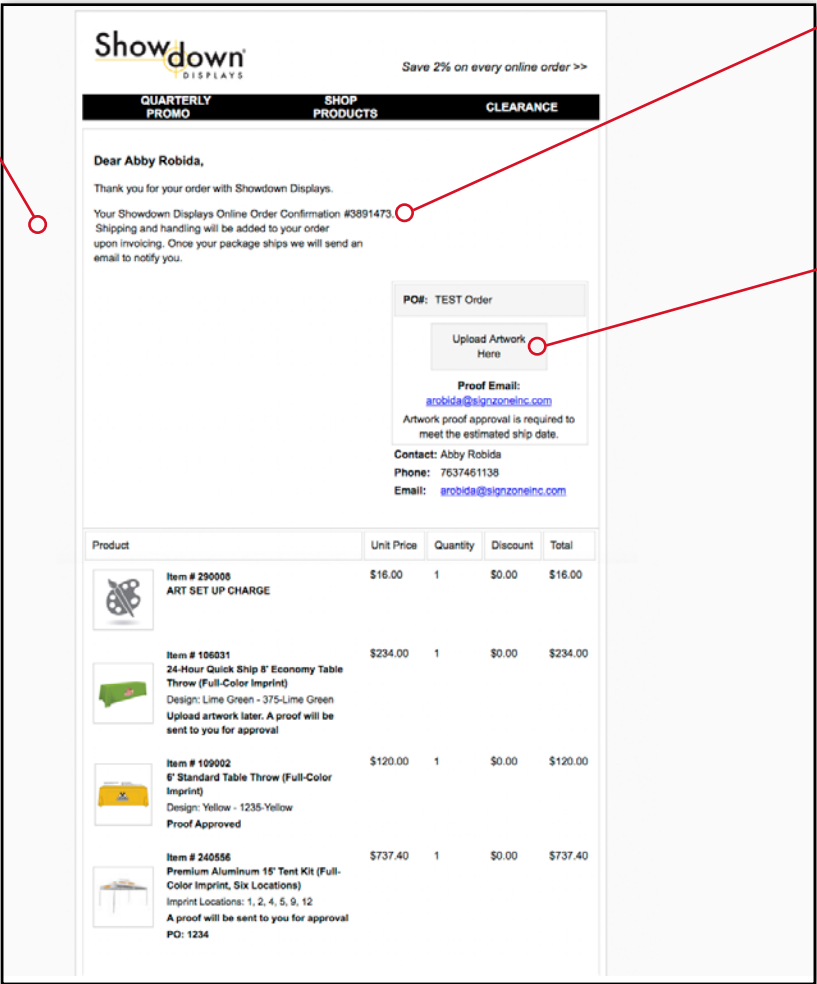 Showdown
DISPLAYS
Save 2% on every online order >>
QUARTERLY
PROMO
SHOP
PRODUCTS
CLEARANCE
Dear Abby Robida,
Thank you for your order with Showdown Displays.
Your Showdown Displays Online Order Confirmation #3891473.
Shipping and handling will be added to your order
upon invoicing. Once your package ships we will send an
email to notify you.
PO#: TEST Order
Upload Artwork
Here
Proof Email:
arobida@signzoneinc.com
Artwork proof approval is required to
meet the estimated ship date.
Contact: Abby Robida
Phone: 7637461138
Email: arobida@signzoneinc.com
Product Unit Price Quantity Discount Total
Item # 290008 $16.00 1 $0.00 $16.00
ART SET UP CHARGE
Item # 106031 $234.00 1 $0.00 $234.00
24-Hour Quick Ship 8' Economy Table
Throw (Full-Color Imprint)
Design: Lime Green - 375-Lime Green
Upload artwork later. A proof will be
sent to you for approval
Item # 109002 $120.00 1 $0.00 $120.00
6' Standard Table Throw (Full-Color
Imprint)
Design: Yellow - 1235-Yellow
Proof Approved
Item # 240556 $737.40 1 $0.00 $737.40
Premium Aluminum 15' Tent Kit (Full-
Color Imprint, Six Locations)
Imprint Locations: 1, 2, 4, 5, 9, 12
A proof will be sent to you for approval
PO: 1234